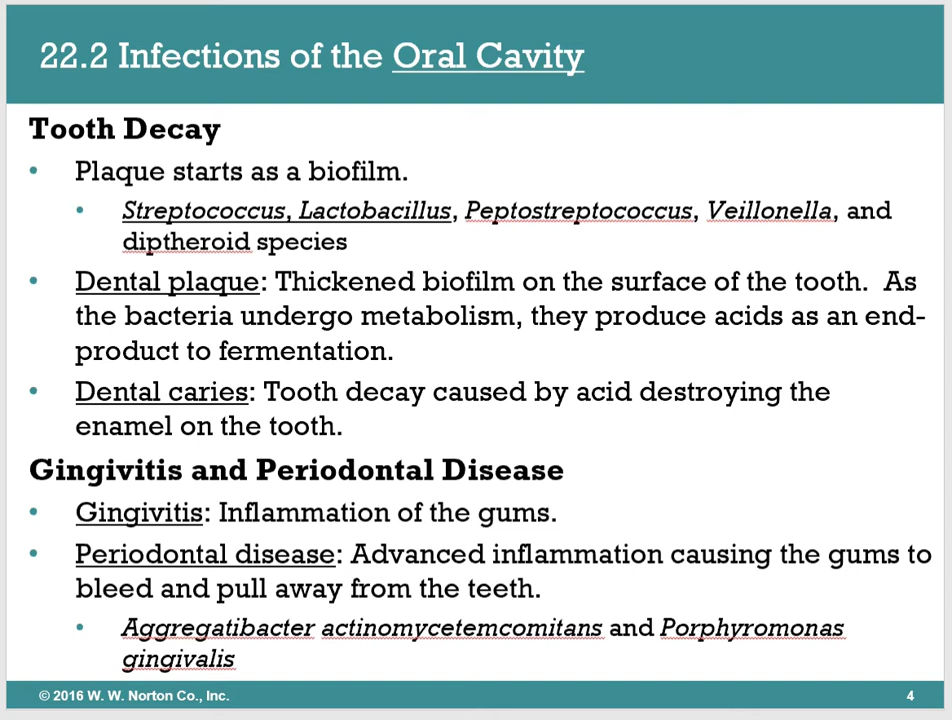 22.2 Infections of the Oral Cavity
Tooth Decay
• Plaque starts as a biofilm.
• Streptococcus, Lactobacillus, Peptostreptococcus, Veillonella, and
diptheroid species
• Dental plaque: Thickened biofilm on the surface of the tooth. As
the bacteria undergo metabolism, they produce acids as an end-
product to fermentation.
• Dental caries: Tooth decay caused by acid destroying the
enamel on the tooth.
Gingivitis and Periodontal Disease
• Gingivitis: Inflammation of the gums.
• Periodontal disease: Advanced inflammation causing the gums to
bleed and pull away from the teeth.
• Aggregatibacter actinomycetemcomitans and Porphyromonas
gingivalis
© 2016 W. W. Norton Co., Inc.
4